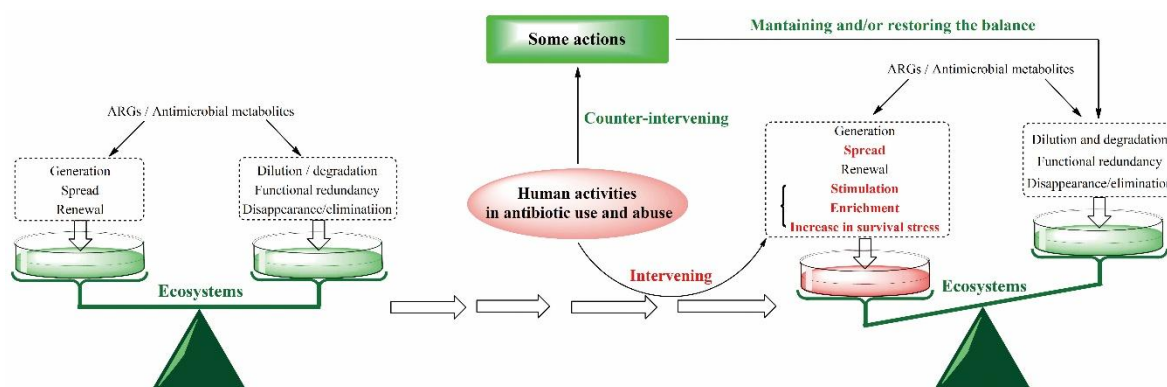 ARGs / Antimicrobial metabolites
Generation
Spread
Renewal
Dilution / degradation
Functional redundancy
Disappearance/eliminatiion
Ecosystems
Some actions
Mantaining and/or restoring the balance
Counter-intervening
Human activities
in antibiotic use and abuse
Intervening
ARGs / Antimicrobial metabolites
Generation
Spread
Renewal
Stimulation
Enrichment
Increase in survival stress
Dilution and degradation
Functional redundancy
Disappearance/elimination
Ecosystems